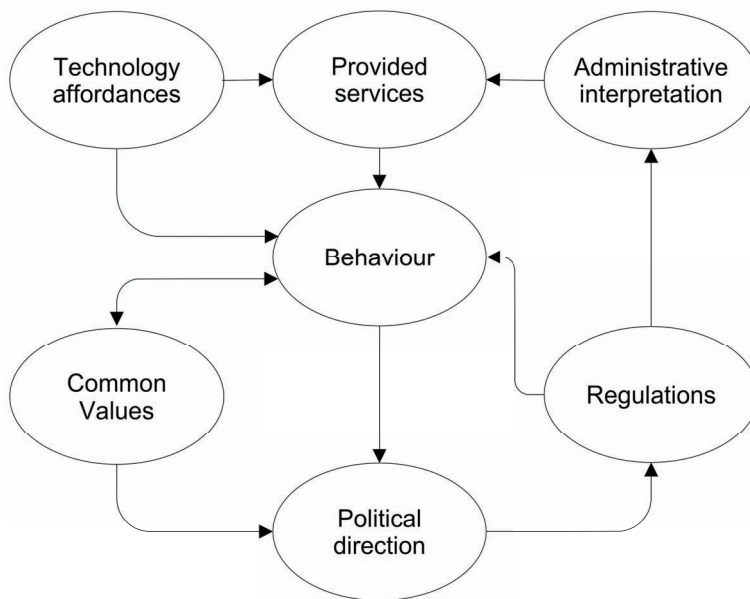 Technology
affordances
Provided
services
Administrative
interpretation
Behaviour
Common
Values
Regulations
Political
direction